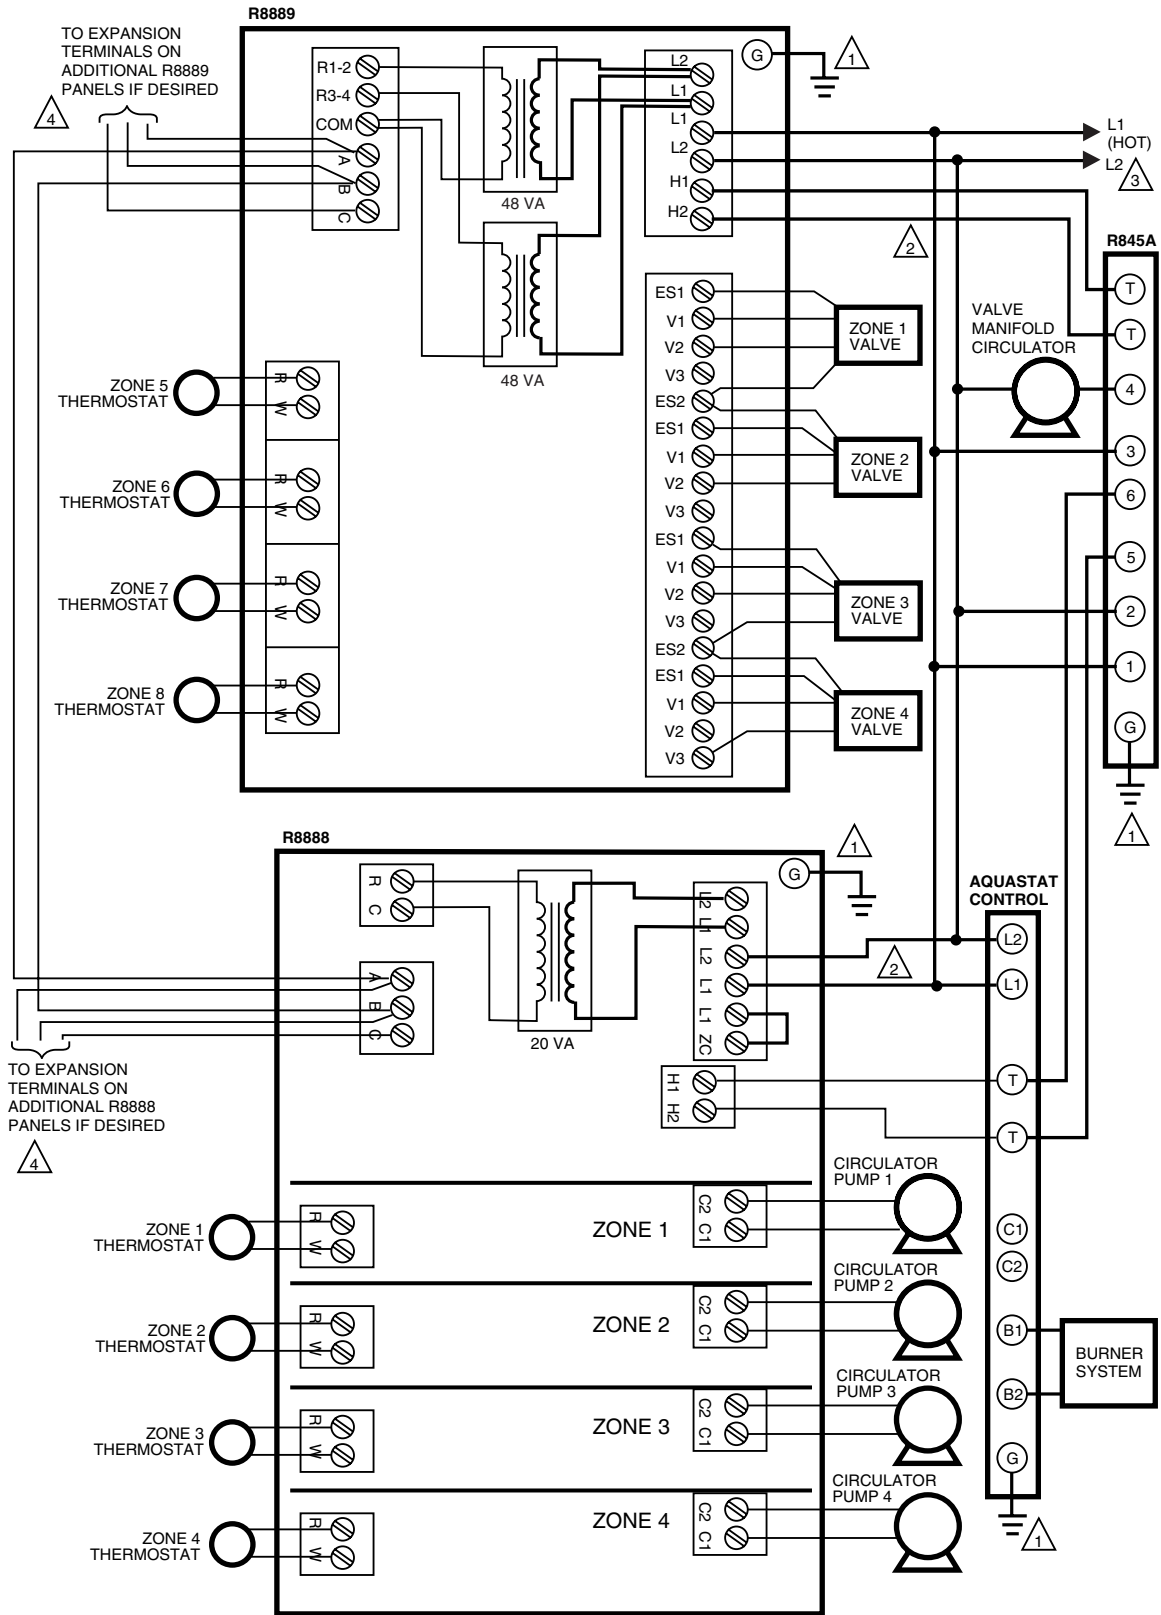 R8889
TO EXPANSION
TERMINALS ON
ADDITIONAL R8889
PANELS IF DESIRED
4
R1-2
R3-4
COM
A
B
C
48 VA
48 VA
L2
L1
L1
L2
H1
H2
G
1
L1
(HOT)
L2
3
2
R845A
T
T
4
3
6
5
2
1
G
1
VALVE
MANIFOLD
CIRCULATOR
ES1
V1
V2
V3
ES2
ES1
V1
V2
V3
ES1
V1
V2
V3
ES2
ES1
V1
V2
V3
ZONE 1
VALVE
ZONE 2
VALVE
ZONE 3
VALVE
ZONE 4
VALVE
ZONE 5
THERMOSTAT
R
W
ZONE 6
THERMOSTAT
R
W
ZONE 7
THERMOSTAT
R
W
ZONE 8
THERMOSTAT
R
W
R8888
R
C
A
B
C
20 VA
L2
L1
L2
L1
L1
ZC
H1
H2
G
1
2
AQUASTAT
CONTROL
L2
L1
T
T
C1
C2
B1
B2
G
1
BURNER
SYSTEM
TO EXPANSION
TERMINALS ON
ADDITIONAL R8888
PANELS IF DESIRED
4
ZONE 1
THERMOSTAT
R
W
ZONE 1
C2
C1
CIRCULATOR
PUMP 1
ZONE 2
THERMOSTAT
R
W
ZONE 2
C2
C1
CIRCULATOR
PUMP 2
ZONE 3
THERMOSTAT
R
W
ZONE 3
C2
C1
CIRCULATOR
PUMP 3
ZONE 4
THERMOSTAT
R
W
ZONE 4
C2
C1
CIRCULATOR
PUMP 4